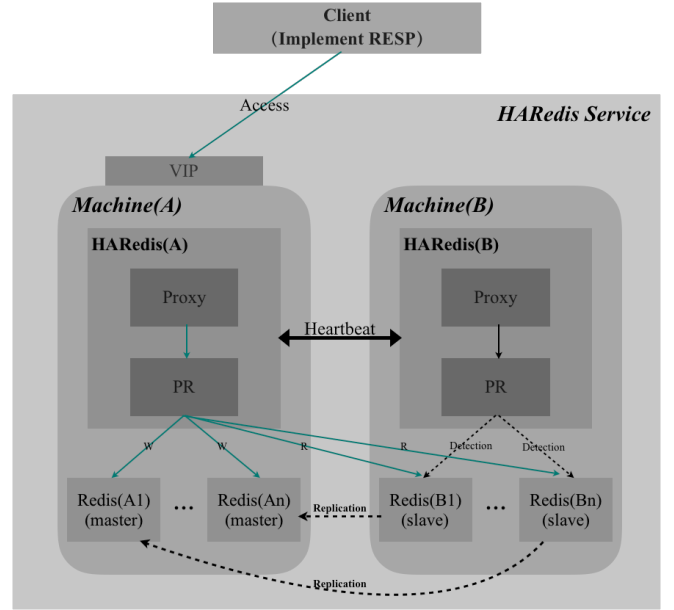 Client
（Implement RESP）
Access
HARedis Service
VIP
Machine(A)
Machine(B)
HARedis(A)
HARedis(B)
Proxy
Proxy
Heartbeat
PR
PR
W
W
R
R
Detection
Detection
Redis(A1)
(master)
...
Redis(An)
(master)
Redis(B1)
(slave)
...
Redis(Bn)
(slave)
Replication
Replication